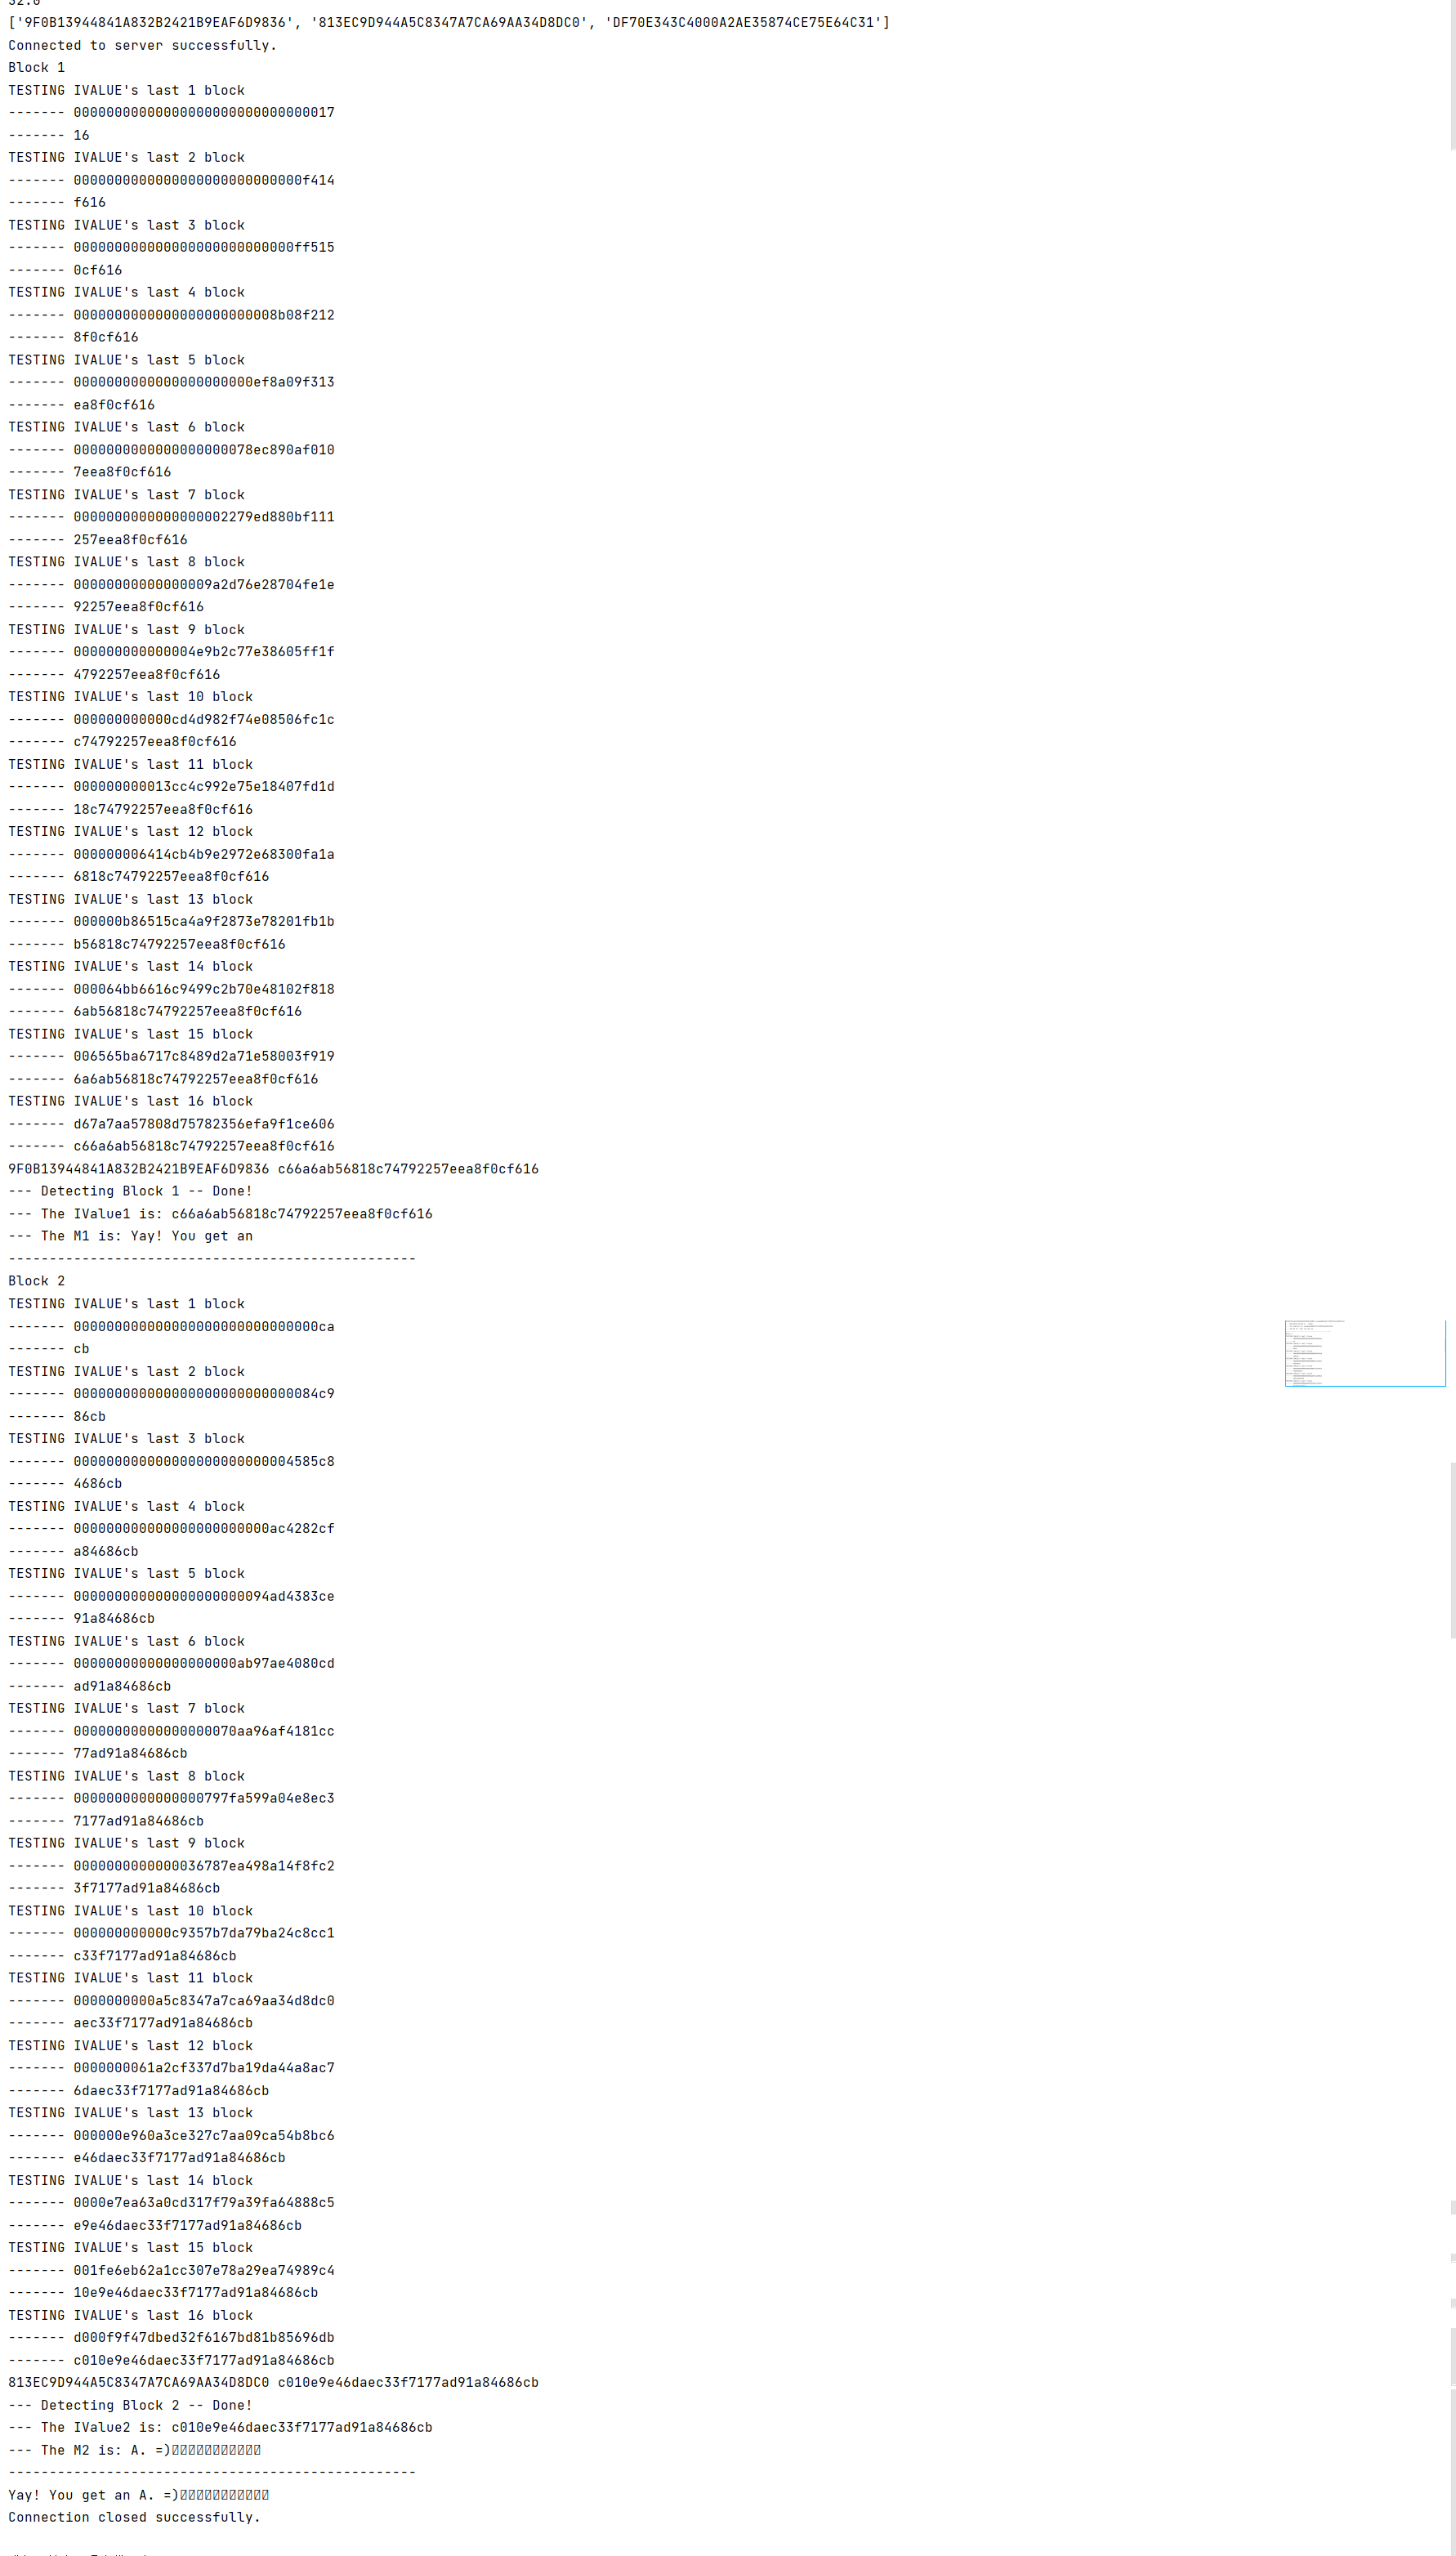 32.0
['9F0B13944841A832B2421B9EAF6D9836', '813EC9D944A5C8347A7CA69AA34D8DC0', 'DF70E343C4000A2AE35874CE75E64C31']
Connected to server successfully.
Block 1
TESTING IVALUE's last 1 block
------- 00000000000000000000000000000017
------- 16
TESTING IVALUE's last 2 block
------- 0000000000000000000000000000f414
------- f616
TESTING IVALUE's last 3 block
------- 000000000000000000000000000ff515
------- 0cf616
TESTING IVALUE's last 4 block
------- 0000000000000000000000008b08f212
------- 8f0cf616
TESTING IVALUE's last 5 block
------- 0000000000000000000000ef8a09f313
------- ea8f0cf616
TESTING IVALUE's last 6 block
------- 0000000000000000000078ec890af010
------- 7eea8f0cf616
TESTING IVALUE's last 7 block
------- 0000000000000000002279ed880bf111
------- 257eea8f0cf616
TESTING IVALUE's last 8 block
------- 00000000000000009a2d76e28704fe1e
------- 92257eea8f0cf616
TESTING IVALUE's last 9 block
------- 000000000000004e9b2c77e38605ff1f
------- 4792257eea8f0cf616
TESTING IVALUE's last 10 block
------- 000000000000cd4d982f74e08506fc1c
------- c74792257eea8f0cf616
TESTING IVALUE's last 11 block
------- 000000000013cc4c992e75e18407fd1d
------- 18c74792257eea8f0cf616
TESTING IVALUE's last 12 block
------- 000000006414cb4b9e2972e68300fa1a
------- 6818c74792257eea8f0cf616
TESTING IVALUE's last 13 block
------- 000000b86515ca4a9f2873e78201fb1b
------- b56818c74792257eea8f0cf616
TESTING IVALUE's last 14 block
------- 000064bb6616c9499c2b70e48102f818
------- 6ab56818c74792257eea8f0cf616
TESTING IVALUE's last 15 block
------- 006565ba6717c8489d2a71e58003f919
------- 6a6ab56818c74792257eea8f0cf616
TESTING IVALUE's last 16 block
------- d67a7aa57808d75782356efa9f1ce606
------- c66a6ab56818c74792257eea8f0cf616
9F0B13944841A832B2421B9EAF6D9836 c66a6ab56818c74792257eea8f0cf616
--- Detecting Block 1 -- Done!
--- The IValue1 is: c66a6ab56818c74792257eea8f0cf616
--- The M1 is: Yay! You get an
--------------------------------------------------
Block 2
TESTING IVALUE's last 1 block
------- 000000000000000000000000000000ca
------- cb
TESTING IVALUE's last 2 block
------- 000000000000000000000000000084c9
------- 86cb
TESTING IVALUE's last 3 block
------- 000000000000000000000000004585c8
------- 4686cb
TESTING IVALUE's last 4 block
------- 000000000000000000000000ac4282cf
------- a84686cb
TESTING IVALUE's last 5 block
------- 000000000000000000000094ad4383ce
------- 91a84686cb
TESTING IVALUE's last 6 block
------- 00000000000000000000ab97ae4080cd
------- ad91a84686cb
TESTING IVALUE's last 7 block
------- 00000000000000000070aa96af4181cc
------- 77ad91a84686cb
TESTING IVALUE's last 8 block
------- 0000000000000000797fa599a04e8ec3
------- 7177ad91a84686cb
TESTING IVALUE's last 9 block
------- 0000000000000036787ea498a14f8fc2
------- 3f7177ad91a84686cb
TESTING IVALUE's last 10 block
------- 000000000000c9357b7da79ba24c8cc1
------- c33f7177ad91a84686cb
TESTING IVALUE's last 11 block
------- 0000000000a5c8347a7ca69aa34d8dc0
------- aec33f7177ad91a84686cb
TESTING IVALUE's last 12 block
------- 0000000061a2cf337d7ba19da44a8ac7
------- 6daec33f7177ad91a84686cb
TESTING IVALUE's last 13 block
------- 000000e960a3ce327c7aa09ca54b8bc6
------- e46daec33f7177ad91a84686cb
TESTING IVALUE's last 14 block
------- 0000e7ea63a0cd317f79a39fa64888c5
------- e9e46daec33f7177ad91a84686cb
TESTING IVALUE's last 15 block
------- 001fe6eb62a1cc307e78a29ea74989c4
------- 10e9e46daec33f7177ad91a84686cb
TESTING IVALUE's last 16 block
------- d000f9f47dbed32f6167bd81b85696db
------- c010e9e46daec33f7177ad91a84686cb
813EC9D944A5C8347A7CA69AA34D8DC0 c010e9e46daec33f7177ad91a84686cb
--- Detecting Block 2 -- Done!
--- The IValue2 is: c010e9e46daec33f7177ad91a84686cb
--- The M2 is: A. =)
--------------------------------------------------
Yay! You get an A. =)
Connection closed successfully.